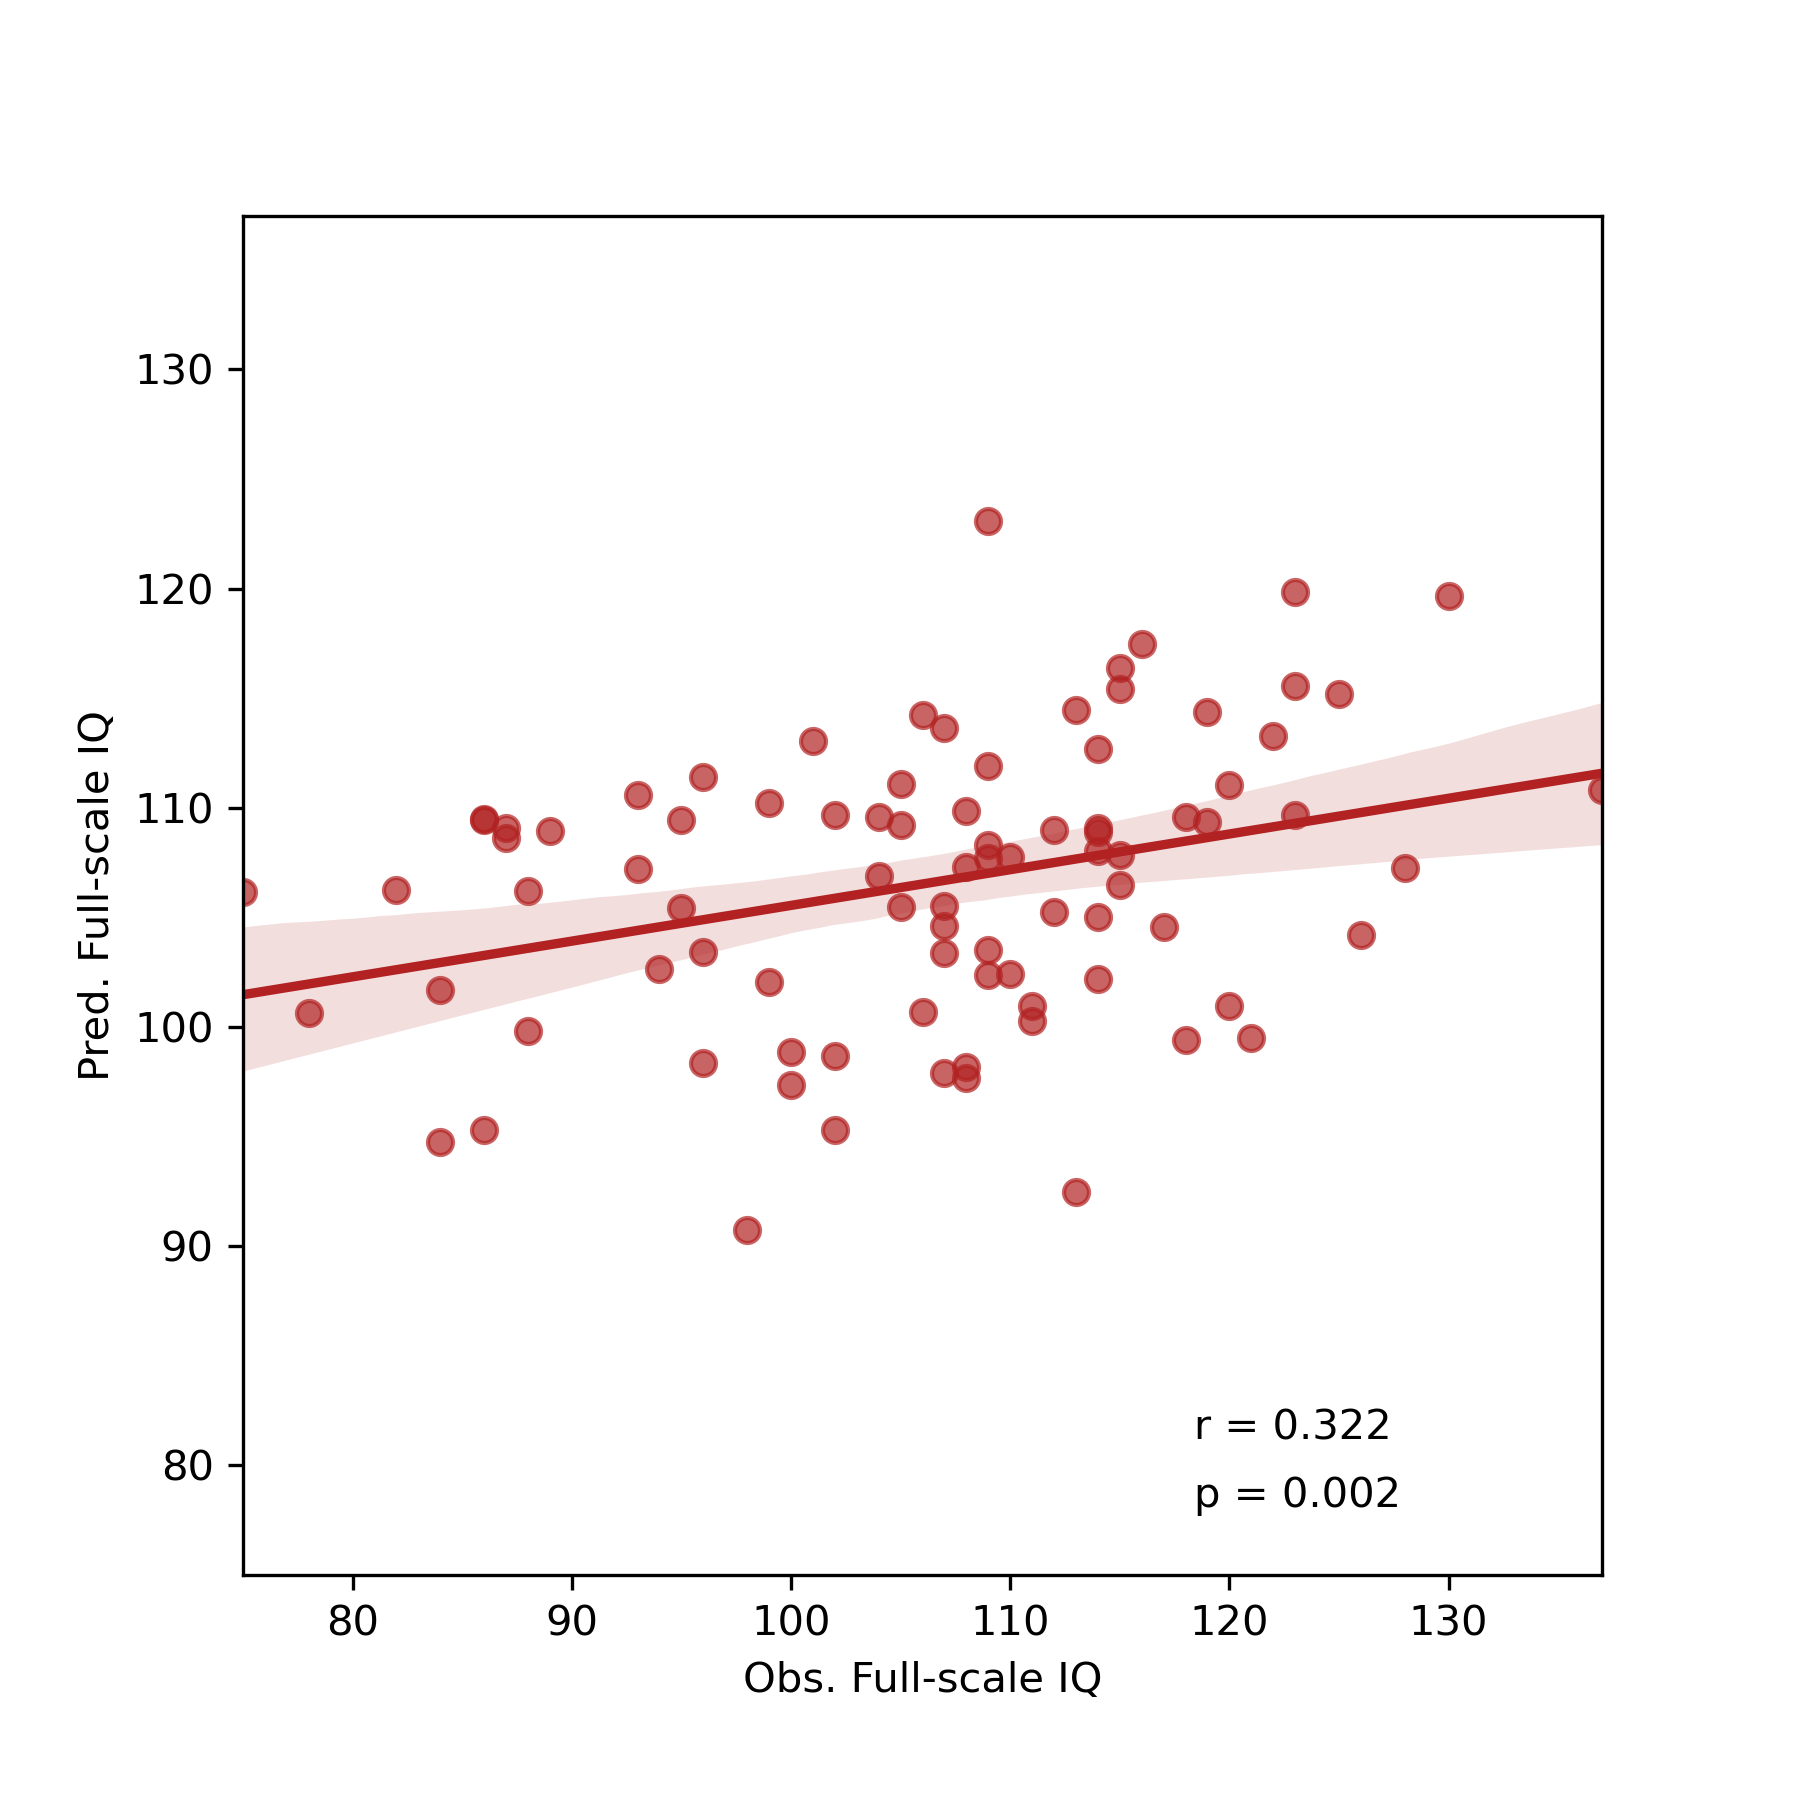 130
120
110
100
90
80
Pred. Full-scale IQ
r = 0.322
p = 0.002
80 90 100 110 120 130
Obs. Full-scale IQ